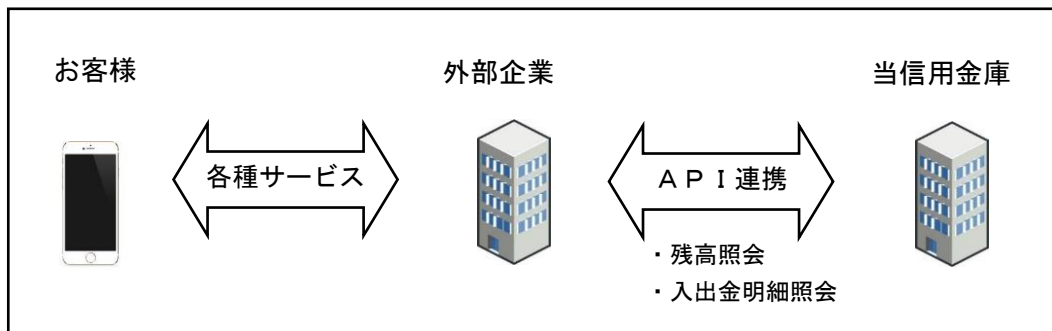 お客様
外部企業
当信用金庫
各種サービス
ＡＰＩ連携
・残高照会
・入出金明細照会